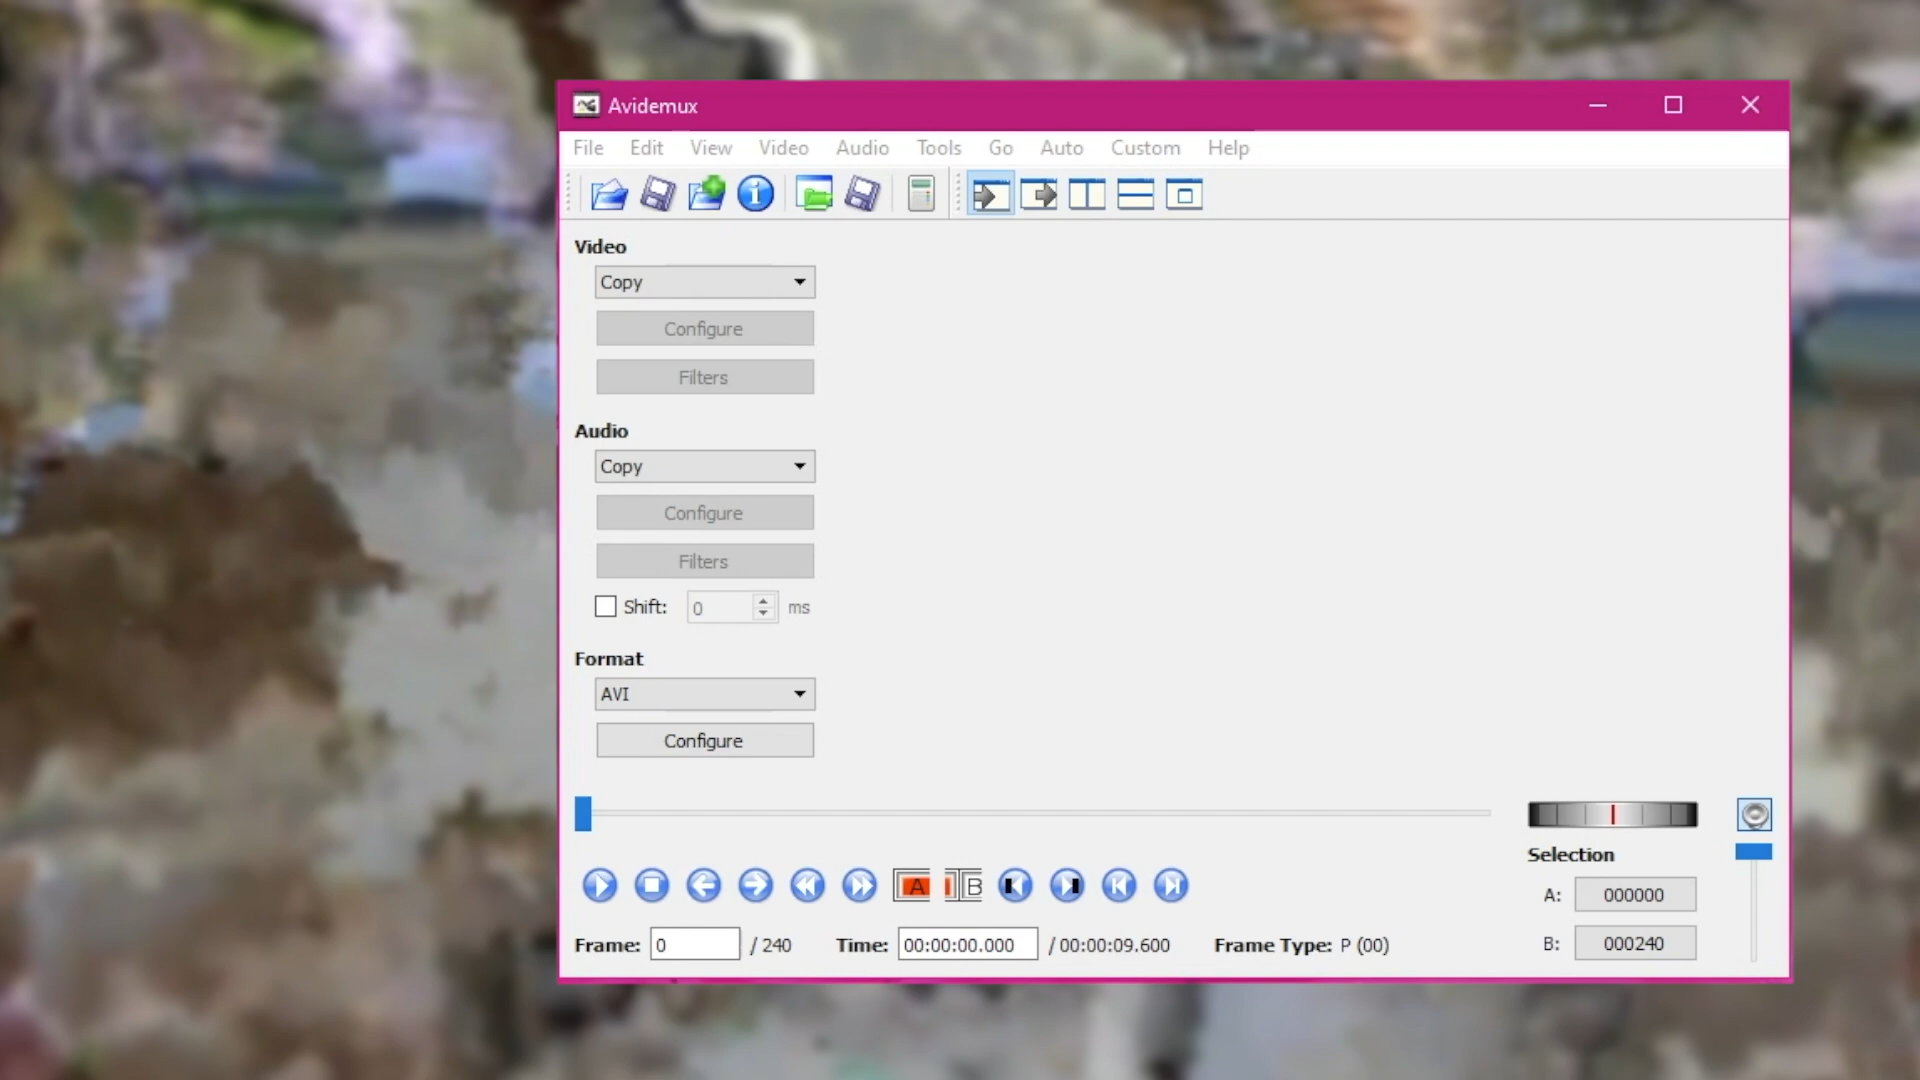 Avidemux
File Edit View Video Audio Tools Go Auto Custom Help
Video
Copy
Configure
Filters
Audio
Copy
Configure
Filters
Shift: 0 ms
Format
AVI
Configure
Selection
A B
A: 000000
B: 000240
Frame: 0 / 240 Time: 00:00:00.000 / 00:00:09.600 Frame Type: P (00)